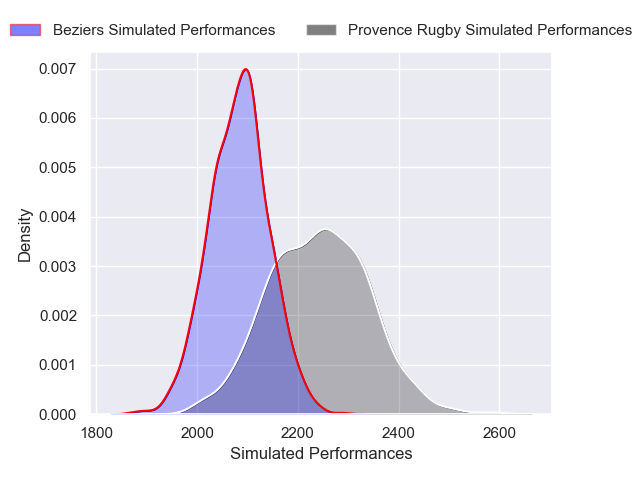 Beziers Simulated Performances Provence Rugby Simulated Performances
0.007
0.006
0.005
0.004
0.003
0.002
0.001
0.000
Density
1800 2000 2200 2400 2600
Simulated Performances